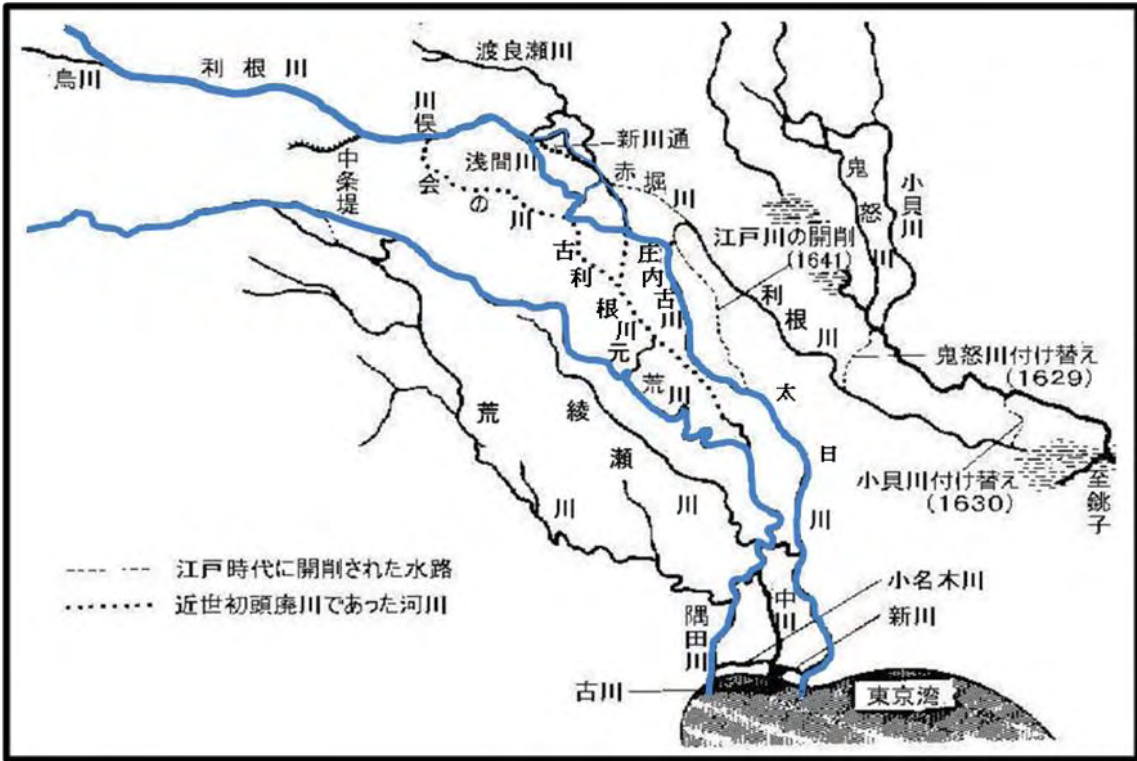 渡良瀬川
利根川
烏川
川俣
新川通
浅間川
赤堀川
中条堤
会の川
鬼怒川
小貝川
江戸川の開削
(1641)
庄内古川
古利根川
利根川
鬼怒川付け替え
(1629)
元荒川
太日川
荒川
綾瀬川
小貝川付け替え
(1630)
至銚子
江戸時代に開削された水路
近世初頭廃川であった河川
小名木川
中川
新川
隅田川
古川
東京湾